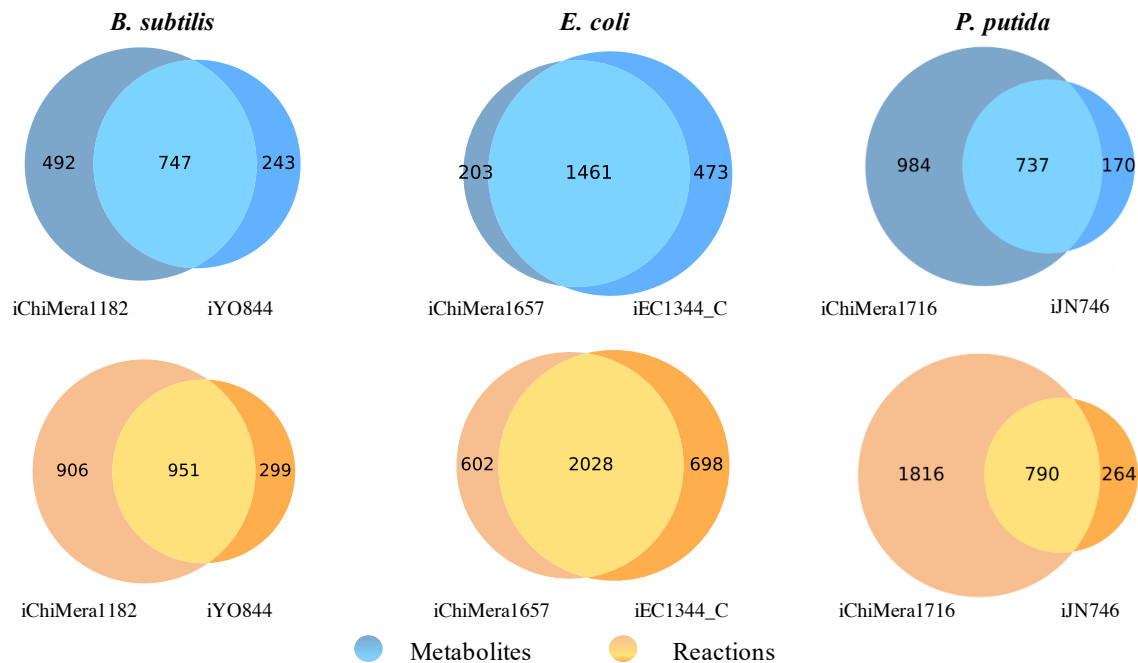 B. subtilis E. coli P. putida
492 747 243 203 1461 473 984 737 170
iChiMera1182 iYO844 iChiMera1657 iEC1344_C iChiMera1716 iJN746
906 951 299 602 2028 698 1816 790 264
iChiMera1182 iYO844 iChiMera1657 iEC1344_C iChiMera1716 iJN746
Metabolites Reactions